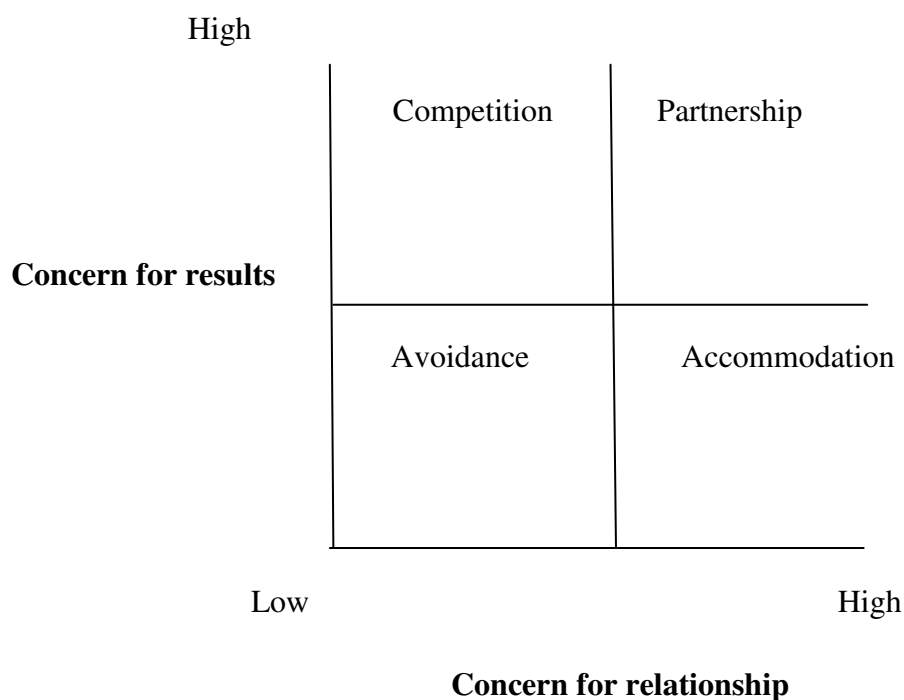 High
Competition Partnership
Concern for results
Avoidance Accommodation
Low High
Concern for relationship